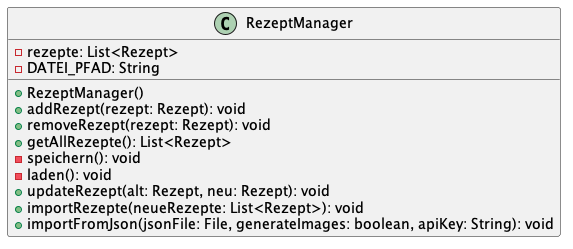 C RezeptManager
rezepte: List<Rezept>
DATEI_PFAD: String
RezeptManager()
addRezept(rezept: Rezept): void
removeRezept(rezept: Rezept): void
getAllRezepte(): List<Rezept>
speichern(): void
laden(): void
updateRezept(alt: Rezept, neu: Rezept): void
importRezepte(neueRezepte: List<Rezept>): void
importFromJson(jsonFile: File, generateImages: boolean, apiKey: String): void